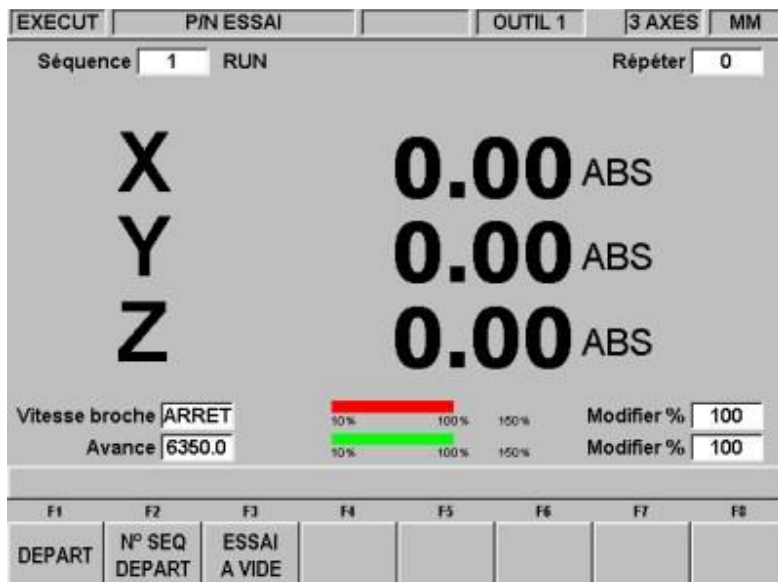 EXECUT P/N ESSAI OUTIL 1 3 AXES MM
Séquence 1 RUN Répéter 0
X 0.00 ABS
Y 0.00 ABS
Z 0.00 ABS
Vitesse broche ARRET 10% 100% 150% Modifier % 100
Avance 6350.0 10% 100% 150% Modifier % 100
F1 F2 F3 F4 F5 F6 F7 F8
DEPART N° SEQ DEPART ESSAI A VIDE